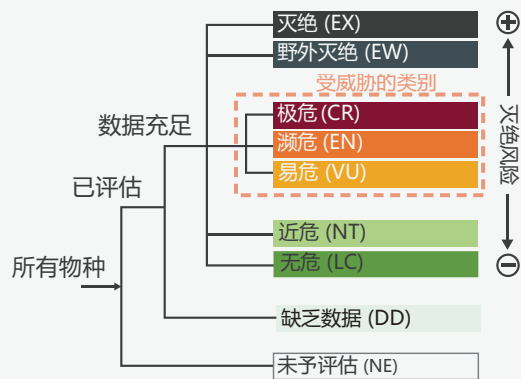 灭绝 (EX)
野外灭绝 (EW)
受威胁的类别
极危 (CR)
数据充足
濒危 (EN)
易危 (VU)
灭绝风险
已评估
近危 (NT)
所有物种
无危 (LC)
缺乏数据 (DD)
未予评估 (NE)